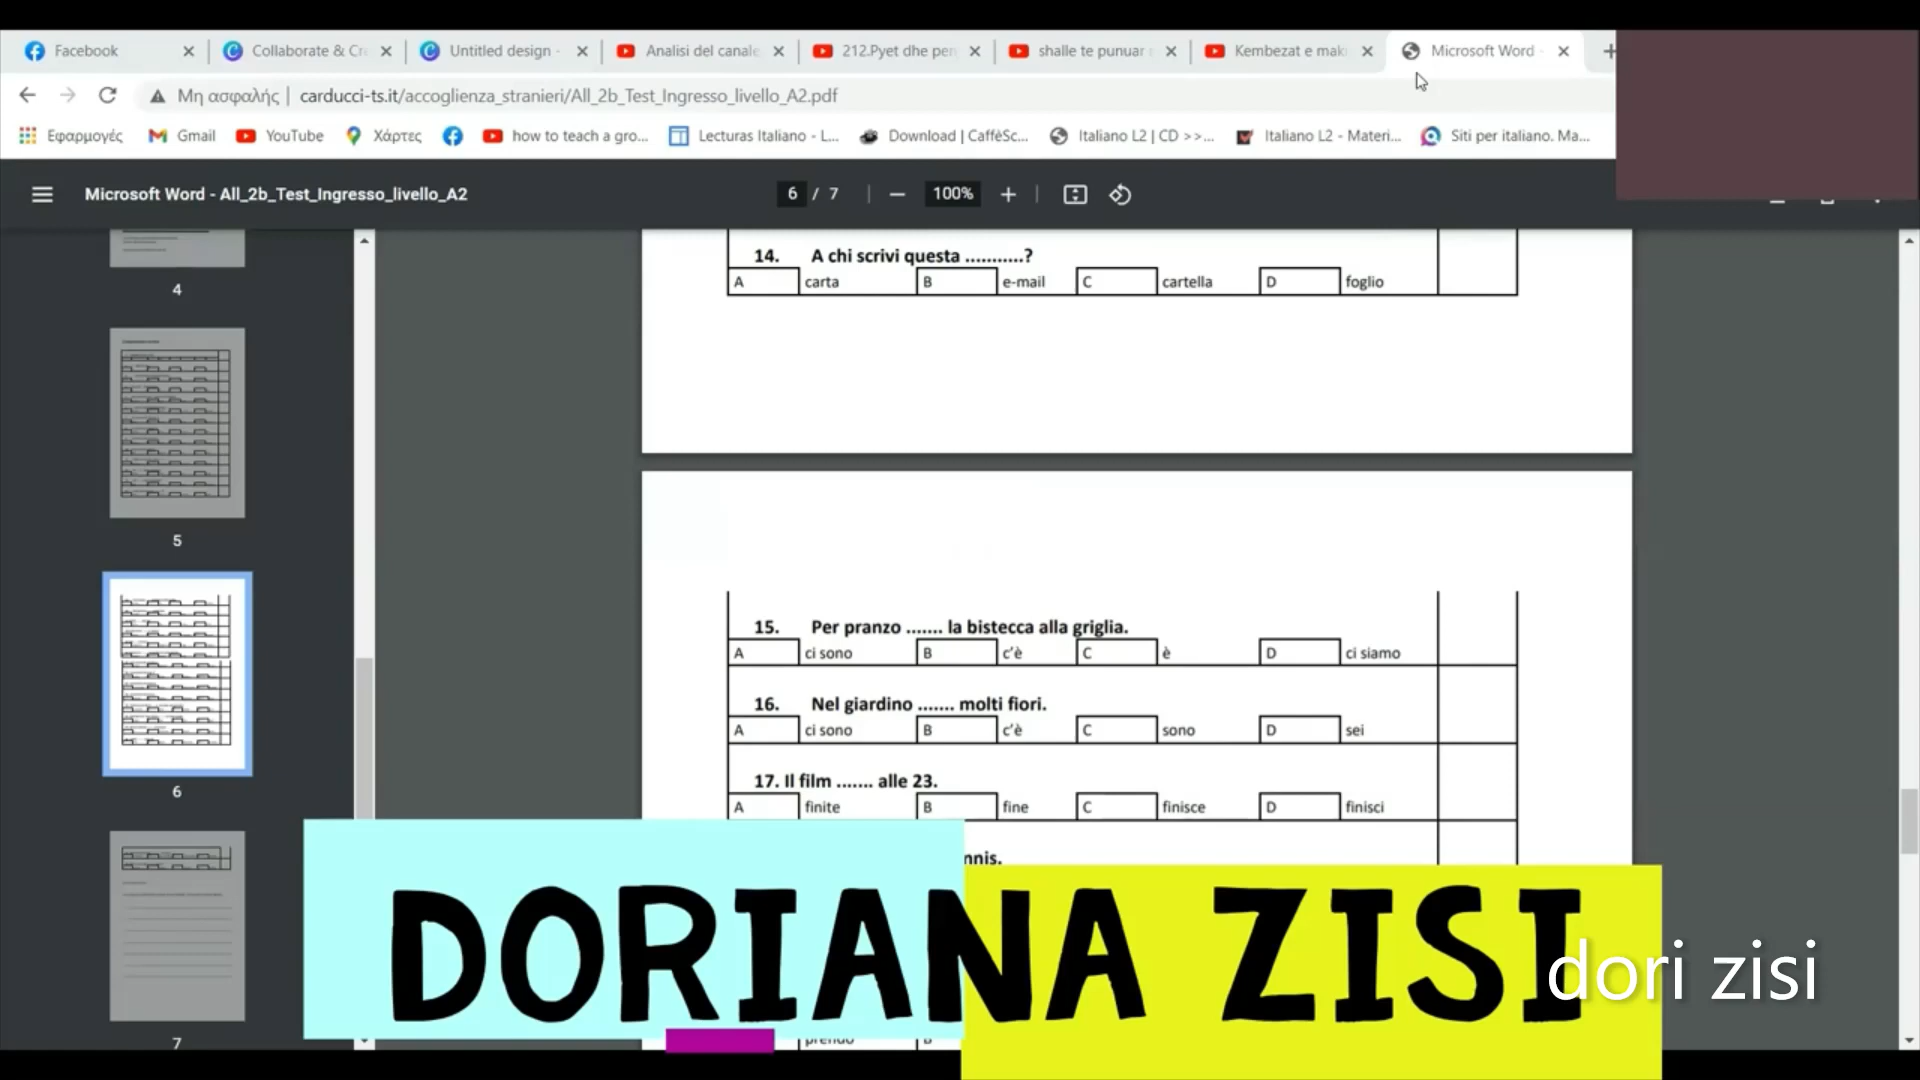 Facebook
Collaborate & Cr
Untitled design -
Analisi del canale
212.Pyet dhe per
shalle te punuar
Kembezat e maki
Microsoft Word -
Μη ασφαλής | carducci-ts.it/accoglienza_stranieri/All_2b_Test_Ingresso_livello_A2.pdf
Εφαρμογές
Gmail
YouTube
Χάρτες
how to teach a gro...
Lecturas Italiano - L...
Download | CaffèSc...
Italiano L2 | CD >>...
Italiano L2 - Materi...
Siti per italiano. Ma...
Microsoft Word - All_2b_Test_Ingresso_livello_A2
6 / 7
100%
4
5
6
7
14. A chi scrivi questa ...........?
A carta B e-mail C cartella D foglio
15. Per pranzo ....... la bistecca alla griglia.
A ci sono B c'è C è D ci siamo
16. Nel giardino ....... molti fiori.
A ci sono B c'è C sono D sei
17. Il film ....... alle 23.
A finite B fine C finisce D finisci
nnis.
DORIANA ZISI
dori zisi
prendo B